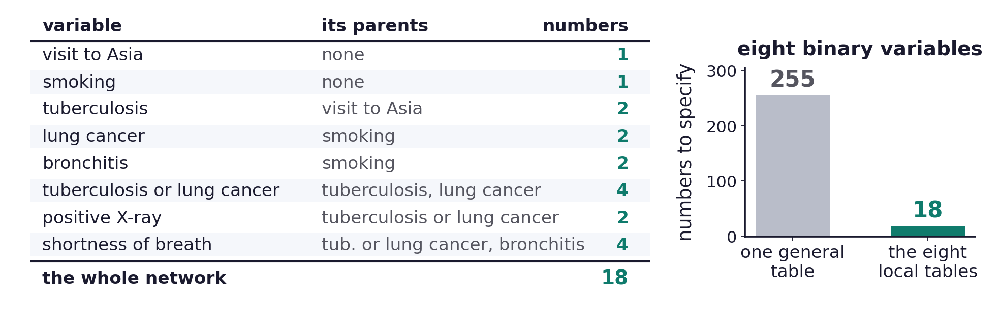 variable its parents numbers
visit to Asia none 1
smoking none 1
tuberculosis visit to Asia 2
lung cancer smoking 2
bronchitis smoking 2
tuberculosis or lung cancer tuberculosis, lung cancer 4
positive X-ray tuberculosis or lung cancer 2
shortness of breath tub. or lung cancer, bronchitis 4
the whole network 18
eight binary variables
numbers to specify
300
200
100
0
255
18
one general
table
the eight
local tables